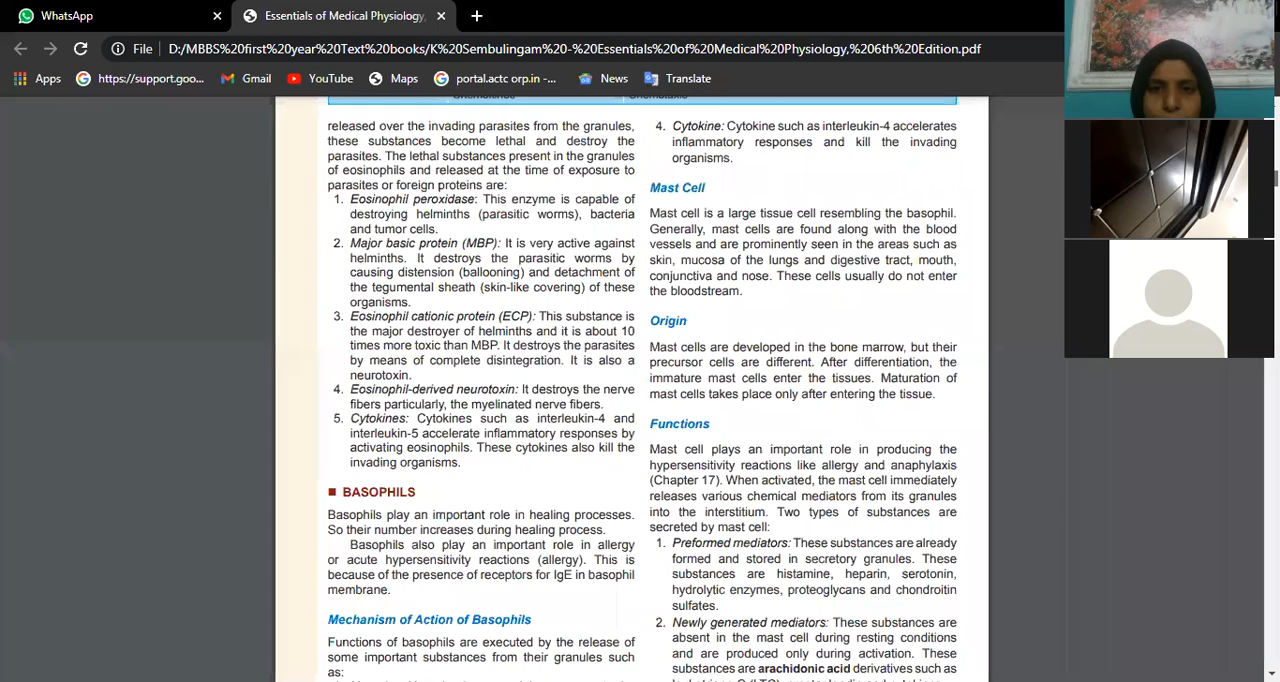 WhatsApp
Essentials of Medical Physiology,
File
D:/MBBS%20first%20year%20Text%20books/K%20Sembulingam%20-%20Essentials%20of%20Medical%20Physiology,%206th%20Edition.pdf
Apps
https://support.goo...
Gmail
YouTube
Maps
portal.actc orp.in -...
News
Translate
released over the invading parasites from the granules,
these substances become lethal and destroy the
parasites. The lethal substances present in the granules
of eosinophils and released at the time of exposure to
parasites or foreign proteins are:
1. Eosinophil peroxidase: This enzyme is capable of
destroying helminths (parasitic worms), bacteria
and tumor cells.
2. Major basic protein (MBP): It is very active against
helminths. It destroys the parasitic worms by
causing distension (ballooning) and detachment of
the tegumental sheath (skin-like covering) of these
organisms.
3. Eosinophil cationic protein (ECP): This substance is
the major destroyer of helminths and it is about 10
times more toxic than MBP. It destroys the parasites
by means of complete disintegration. It is also a
neurotoxin.
4. Eosinophil-derived neurotoxin: It destroys the nerve
fibers particularly, the myelinated nerve fibers.
5. Cytokines: Cytokines such as interleukin-4 and
interleukin-5 accelerate inflammatory responses by
activating eosinophils. These cytokines also kill the
invading organisms.
BASOPHILS
Basophils play an important role in healing processes.
So their number increases during healing process.
Basophils also play an important role in allergy
or acute hypersensitivity reactions (allergy). This is
because of the presence of receptors for IgE in basophil
membrane.
Mechanism of Action of Basophils
Functions of basophils are executed by the release of
some important substances from their granules such
as:
4. Cytokine: Cytokine such as interleukin-4 accelerates
inflammatory responses and kill the invading
organisms.
Mast Cell
Mast cell is a large tissue cell resembling the basophil.
Generally, mast cells are found along with the blood
vessels and are prominently seen in the areas such as
skin, mucosa of the lungs and digestive tract, mouth,
conjunctiva and nose. These cells usually do not enter
the bloodstream.
Origin
Mast cells are developed in the bone marrow, but their
precursor cells are different. After differentiation, the
immature mast cells enter the tissues. Maturation of
mast cells takes place only after entering the tissue.
Functions
Mast cell plays an important role in producing the
hypersensitivity reactions like allergy and anaphylaxis
(Chapter 17). When activated, the mast cell immediately
releases various chemical mediators from its granules
into the interstitium. Two types of substances are
secreted by mast cell:
1. Preformed mediators: These substances are already
formed and stored in secretory granules. These
substances are histamine, heparin, serotonin,
hydrolytic enzymes, proteoglycans and chondroitin
sulfates.
2. Newly generated mediators: These substances are
absent in the mast cell during resting conditions
and are produced only during activation. These
substances are arachidonic acid derivatives such as